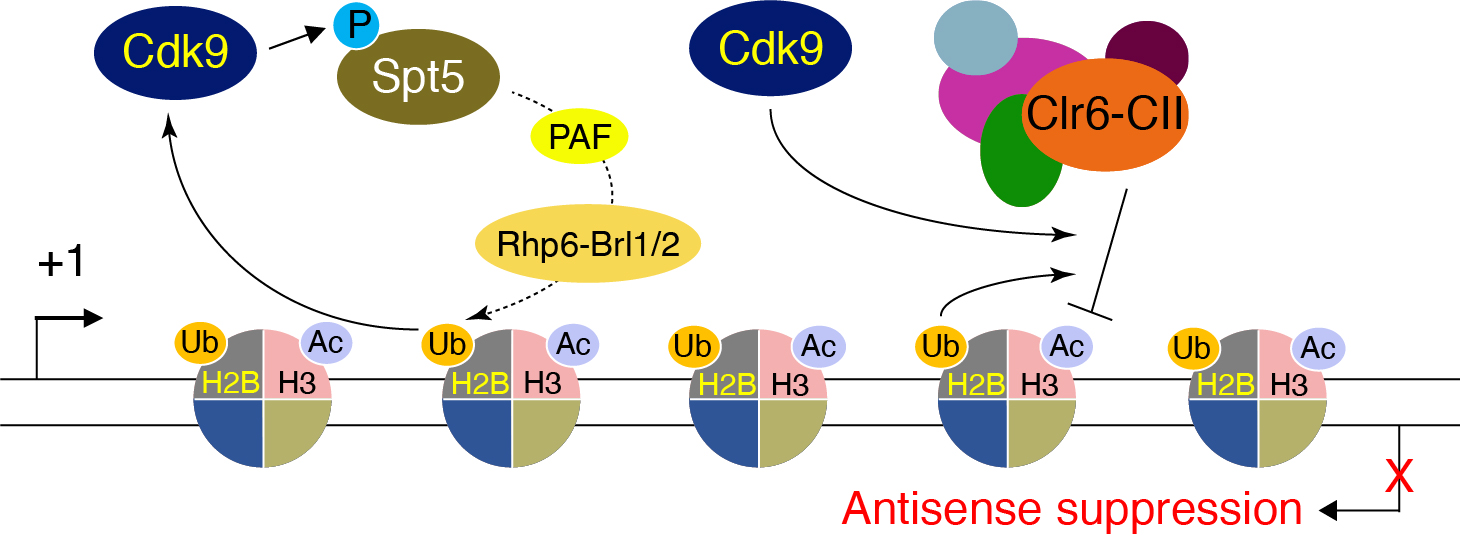 P
Cdk9
Spt5
Cdk9
Clr6-CII
PAF
Rhp6-Brl1/2
+1
Ub Ac
H2B H3
Ub Ac
H2B H3
Ub Ac
H2B H3
Ub Ac
H2B H3
Ub Ac
H2B H3
X
Antisense suppression